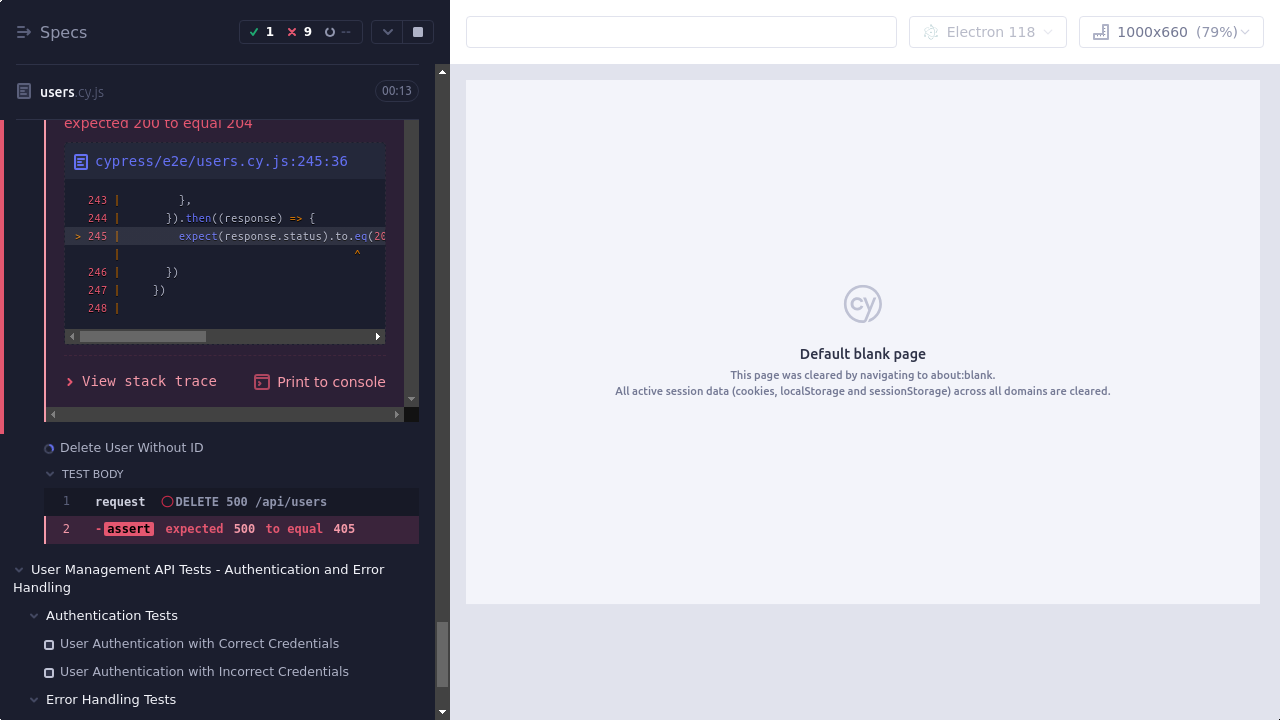 Specs
1
9
--
Electron 118
1000x660 (79%)
users.cy.js
00:13
expected 200 to equal 204
cypress/e2e/users.cy.js:245:36
243 | },
244 | }).then((response) => {
> 245 | expect(response.status).to.eq(20
| ^
246 | })
247 | })
248 |
View stack trace
Print to console
Delete User Without ID
TEST BODY
1 request DELETE 500 /api/users
2 -assert expected 500 to equal 405
User Management API Tests - Authentication and Error
Handling
Authentication Tests
User Authentication with Correct Credentials
User Authentication with Incorrect Credentials
Error Handling Tests
cy
Default blank page
This page was cleared by navigating to about:blank.
All active session data (cookies, localStorage and sessionStorage) across all domains are cleared.